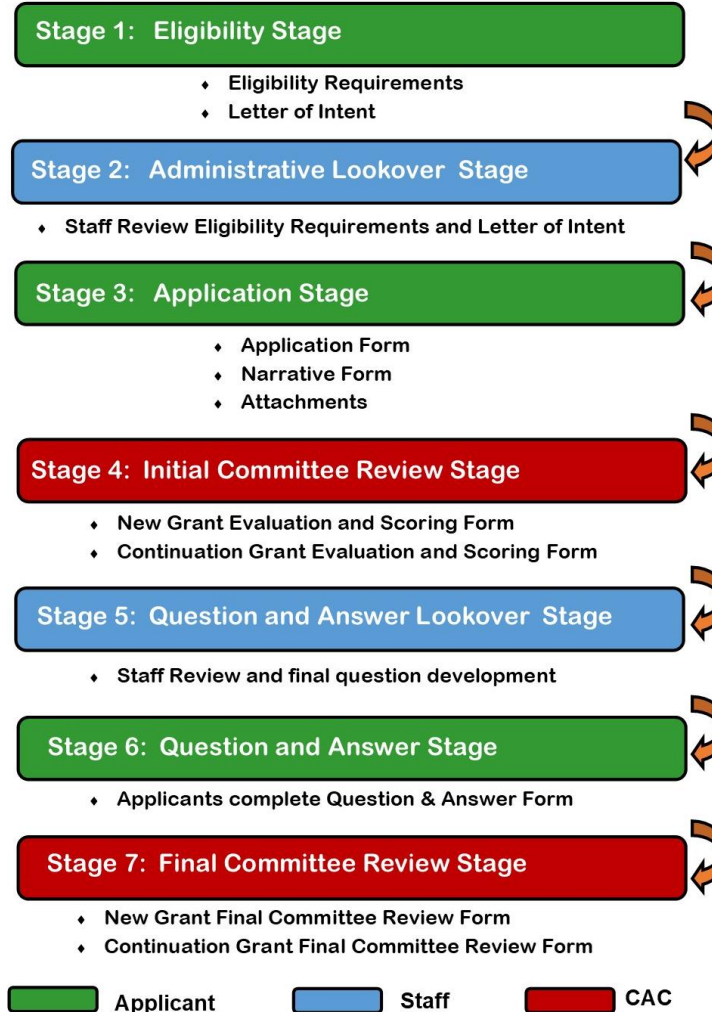 Stage 1: Eligibility Stage
⬧ Eligibility Requirements
⬧ Letter of Intent
Stage 2: Administrative Lookover Stage
⬧ Staff Review Eligibility Requirements and Letter of Intent
Stage 3: Application Stage
⬧ Application Form
⬧ Narrative Form
⬧ Attachments
Stage 4: Initial Committee Review Stage
⬧ New Grant Evaluation and Scoring Form
⬧ Continuation Grant Evaluation and Scoring Form
Stage 5: Question and Answer Lookover Stage
⬧ Staff Review and final question development
Stage 6: Question and Answer Stage
⬧ Applicants complete Question & Answer Form
Stage 7: Final Committee Review Stage
⬧ New Grant Final Committee Review Form
⬧ Continuation Grant Final Committee Review Form
Applicant Staff CAC